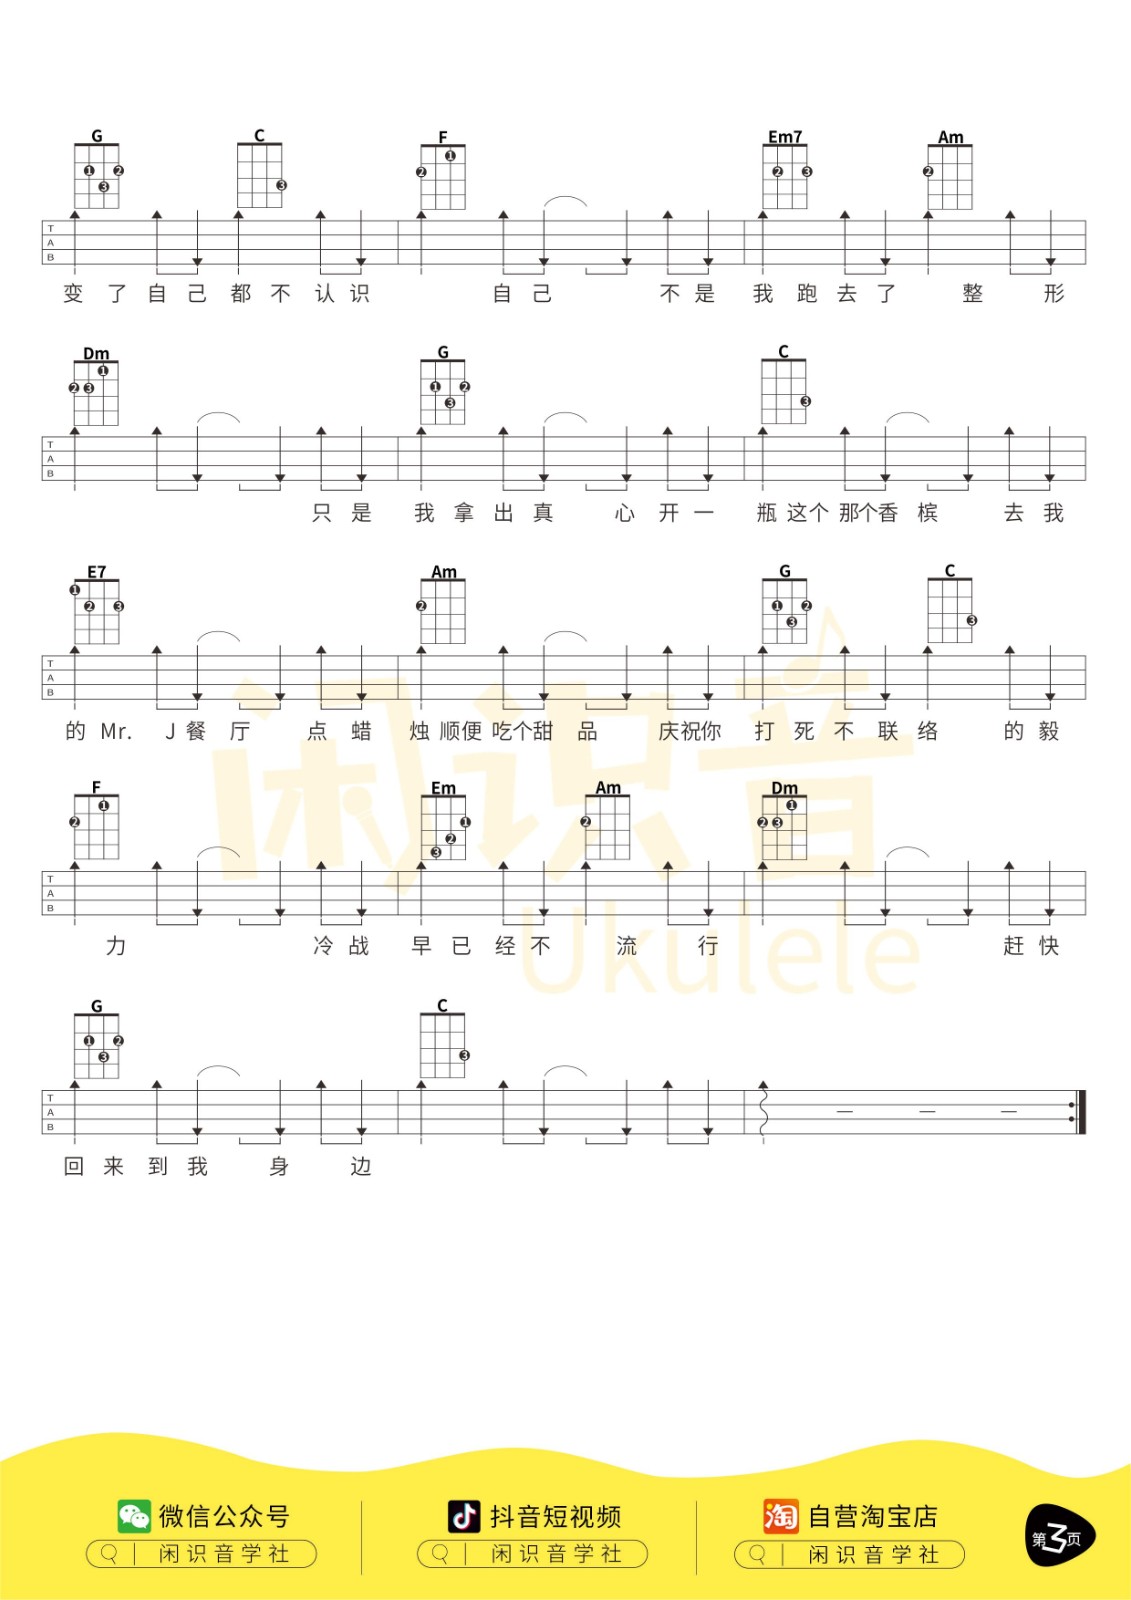 G C F Em7 Am
T
A
B
变了自己都不认识 自己 不是 我跑去了 整 形
Dm G C
T
A
B
只是 我拿出真 心开一 瓶这个那个香槟 去我
E7 Am G C
T
A
B
的 Mr. J 餐厅 点蜡 烛顺便吃个甜品 庆祝你 打死不联络 的毅
F Em Am Dm
T
A
B
力 冷战 早已经不 流 行 赶快
G C
T
A
B
回来到我 身 边
闲识音
Ukulele
微信公众号 抖音短视频 淘 自营淘宝店
闲识音学社 闲识音学社 闲识音学社
第3页